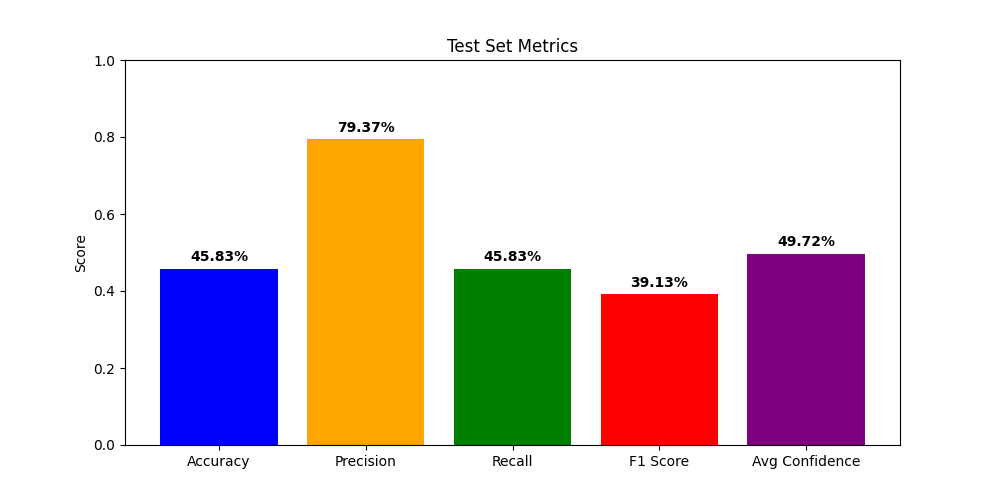 Test Set Metrics
1.0
0.8
0.6
0.4
0.2
0.0
Score
45.83%
79.37%
45.83%
39.13%
49.72%
Accuracy
Precision
Recall
F1 Score
Avg Confidence